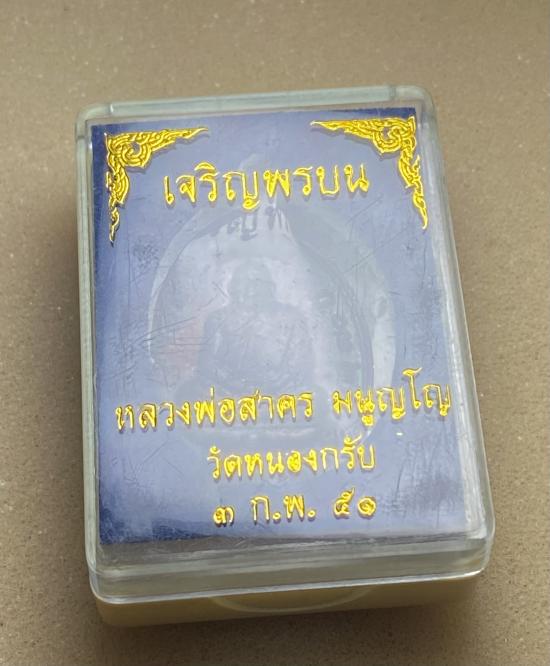 เจริญพรบน
หลวงพ่อสาคร มนูญโญ
วัดหนองกรับ
๓ ก.พ. ๕๑